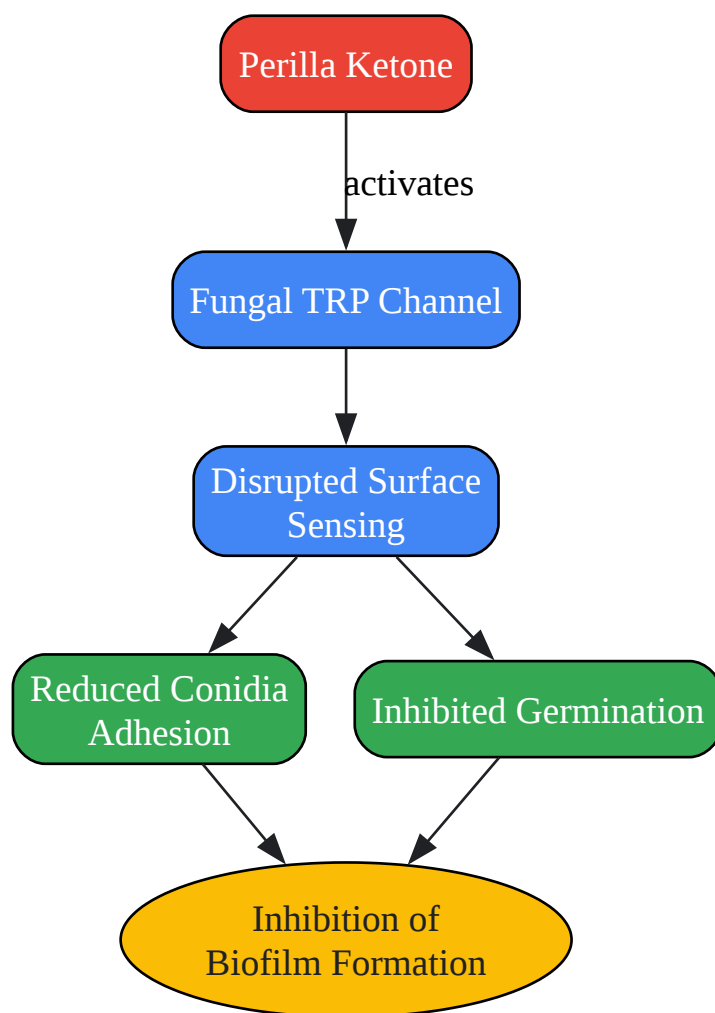 Perilla Ketone
activates
Fungal TRP Channel
Disrupted Surface
Sensing
Reduced Conidia
Adhesion
Inhibited Germination
Inhibition of
Biofilm Formation